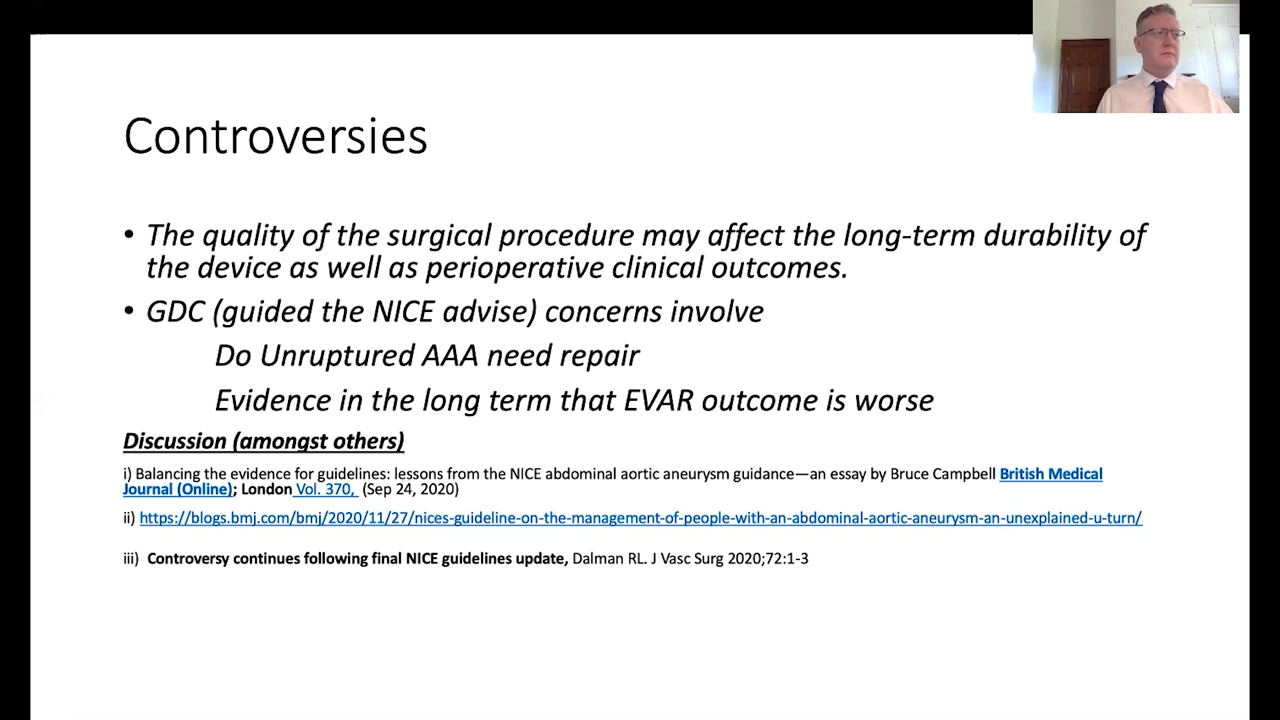 Controversies
• The quality of the surgical procedure may affect the long-term durability of
the device as well as perioperative clinical outcomes.
• GDC (guided the NICE advise) concerns involve
Do Unruptured AAA need repair
Evidence in the long term that EVAR outcome is worse
Discussion (amongst others)
i) Balancing the evidence for guidelines: lessons from the NICE abdominal aortic aneurysm guidance—an essay by Bruce Campbell British Medical
Journal (Online); London Vol. 370, (Sep 24, 2020)
ii) https://blogs.bmj.com/bmj/2020/11/27/nices-guideline-on-the-management-of-people-with-an-abdominal-aortic-aneurysm-an-unexplained-u-turn/
iii) Controversy continues following final NICE guidelines update, Dalman RL. J Vasc Surg 2020;72:1-3